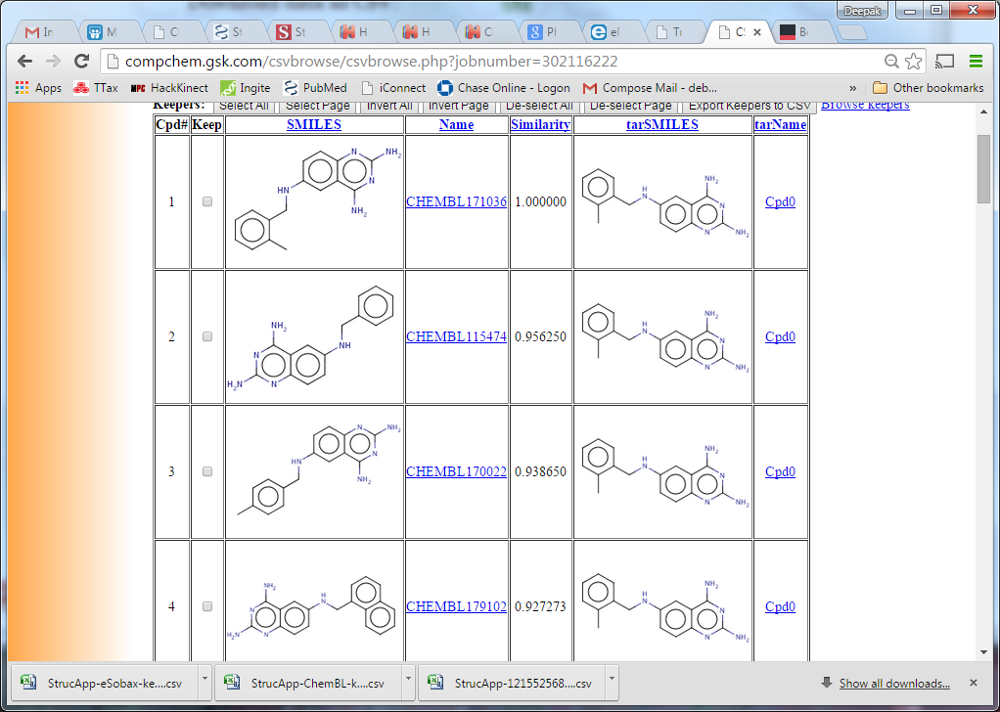 Deepak
In
M
C
St
St
H
H
C
Pl
el
Tr
CS
B
compchem.gsk.com/csvbrowse/csvbrowse.php?jobnumber=302116222
Apps TTax HackKinect Ingite PubMed iConnect Chase Online - Logon Compose Mail - deb... » Other bookmarks
Keepers: Select All Select Page Invert All Invert Page De-select All De-select Page Export Keepers to CSV Browse keepers
Cpd# Keep SMILES Name Similarity tarSMILES tarName
N NH2 N NH2 HN
1 CHEMBL171036 1.000000 Cpd0
NH2 H N N N NH2
NH2 N H2N N NH
2 CHEMBL115474 0.956250 Cpd0
NH2 H N N N NH2
N NH2 N NH2 HN
3 CHEMBL170022 0.938650 Cpd0
NH2 H N N N NH2
NH2 N H2N N H N
4 CHEMBL179102 0.927273 Cpd0
NH2 H N N N NH2
StrucApp-eSobax-ke....csv StrucApp-ChemBL-k....csv StrucApp-121552568....csv Show all downloads...